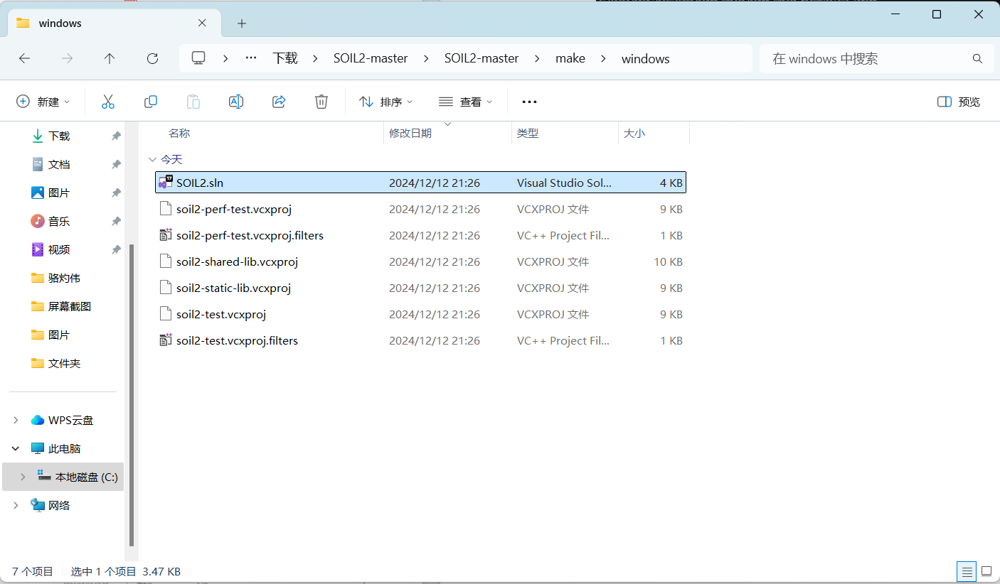 windows
… 下载 > SOIL2-master > SOIL2-master > make > windows
在 windows 中搜索
新建 排序 查看 ••• 预览
名称 修改日期 类型 大小
今天
SOIL2.sln 2024/12/12 21:26 Visual Studio Sol... 4 KB
soil2-perf-test.vcxproj 2024/12/12 21:26 VCXPROJ 文件 9 KB
soil2-perf-test.vcxproj.filters 2024/12/12 21:26 VC++ Project Fil... 1 KB
soil2-shared-lib.vcxproj 2024/12/12 21:26 VCXPROJ 文件 10 KB
soil2-static-lib.vcxproj 2024/12/12 21:26 VCXPROJ 文件 9 KB
soil2-test.vcxproj 2024/12/12 21:26 VCXPROJ 文件 9 KB
soil2-test.vcxproj.filters 2024/12/12 21:26 VC++ Project Fil... 1 KB
下载
文档
图片
音乐
视频
骆灼伟
屏幕截图
图片
文件夹
WPS云盘
此电脑
本地磁盘 (C:)
网络
7 个项目 选中 1 个项目 3.47 KB